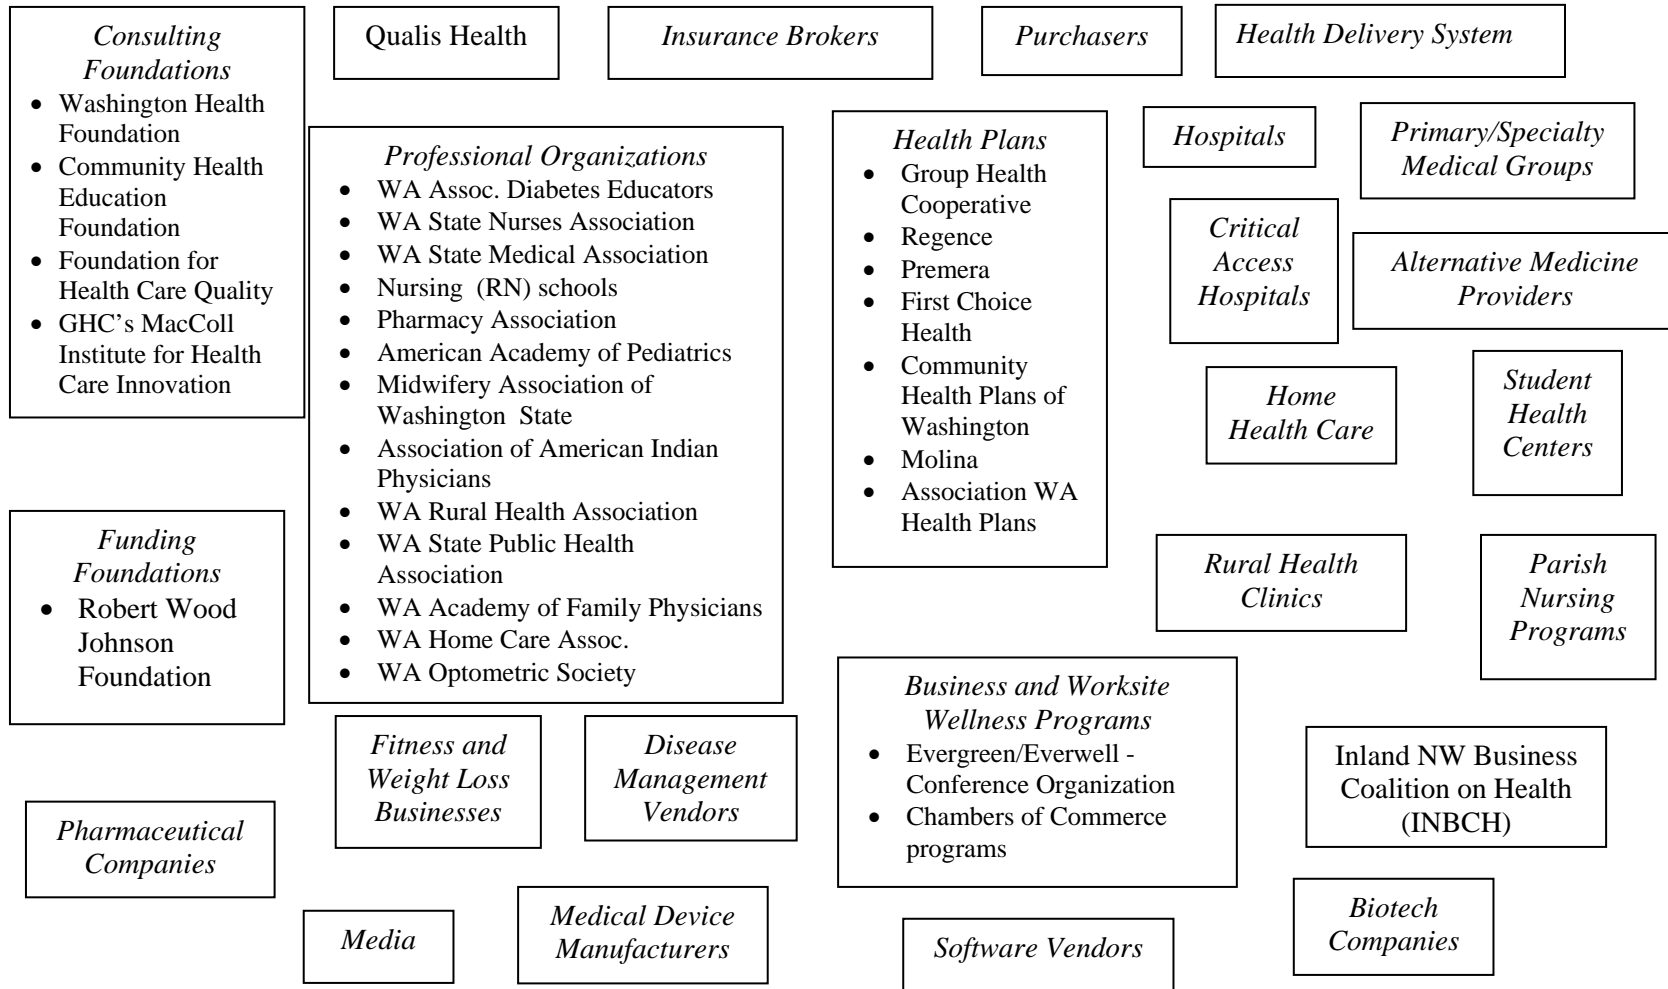 Consulting
Foundations
• Washington Health
Foundation
• Community Health
Education
Foundation
• Foundation for
Health Care Quality
• GHC’s MacColl
Institute for Health
Care Innovation
Qualis Health
Insurance Brokers
Purchasers
Health Delivery System
Professional Organizations
• WA Assoc. Diabetes Educators
• WA State Nurses Association
• WA State Medical Association
• Nursing (RN) schools
• Pharmacy Association
• American Academy of Pediatrics
• Midwifery Association of
Washington State
• Association of American Indian
Physicians
• WA Rural Health Association
• WA State Public Health
Association
• WA Academy of Family Physicians
• WA Home Care Assoc.
• WA Optometric Society
Health Plans
• Group Health
Cooperative
• Regence
• Premera
• First Choice
Health
• Community
Health Plans of
Washington
• Molina
• Association WA
Health Plans
Hospitals
Primary/Specialty
Medical Groups
Critical
Access
Hospitals
Alternative Medicine
Providers
Home
Health Care
Student
Health
Centers
Funding
Foundations
• Robert Wood
Johnson
Foundation
Rural Health
Clinics
Parish
Nursing
Programs
Business and Worksite
Wellness Programs
• Evergreen/Everwell -
Conference Organization
• Chambers of Commerce
programs
Fitness and
Weight Loss
Businesses
Disease
Management
Vendors
Inland NW Business
Coalition on Health
(INBCH)
Pharmaceutical
Companies
Media
Medical Device
Manufacturers
Software Vendors
Biotech
Companies